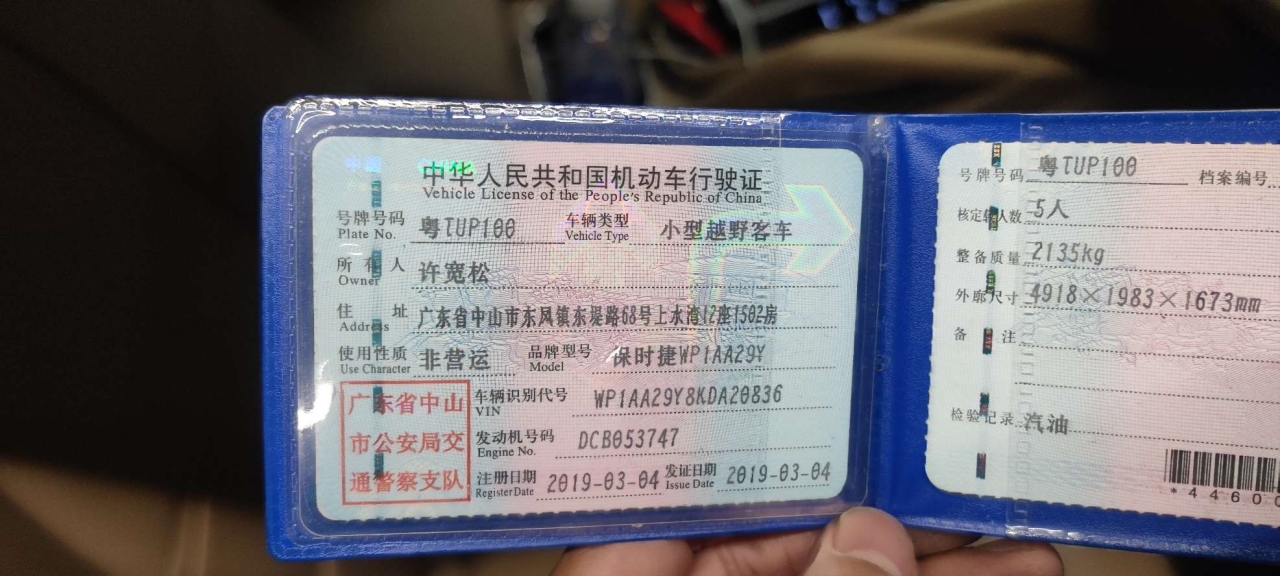 中华人民共和国机动车行驶证
Vehicle License of the People's Republic of China
号牌号码 Plate No. 粤TUP100 车辆类型 Vehicle Type 小型越野客车
所有人 Owner 许宽松
住址 Address 广东省中山市东凤镇东堤路68号上水湾12座1502房
使用性质 Use Character 非营运 品牌型号 Model 保时捷WP1AA29Y
车辆识别代号 VIN WP1AA29Y8KDA20836
发动机号码 Engine No. DCB053747
注册日期 Register Date 2019-03-04 发证日期 Issue Date 2019-03-04
广东省中山
市公安局交
通警察支队
号牌号码 粤TUP100 档案编号
核定人数 5人
整备质量 2135kg
外廓尺寸 4918×1983×1673mm
备注
检验记录 汽油
*4460